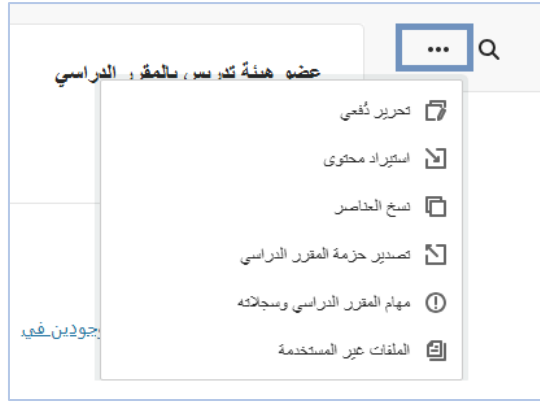 عضو هيئة تدريس بالمقرر الدراسي
تحرير دُفعي
استيراد محتوى
نسخ العناصر
تصدير حزمة المقرر الدراسي
مهام المقرر الدراسي وسجلاته
الملفات غير المستخدمة
في